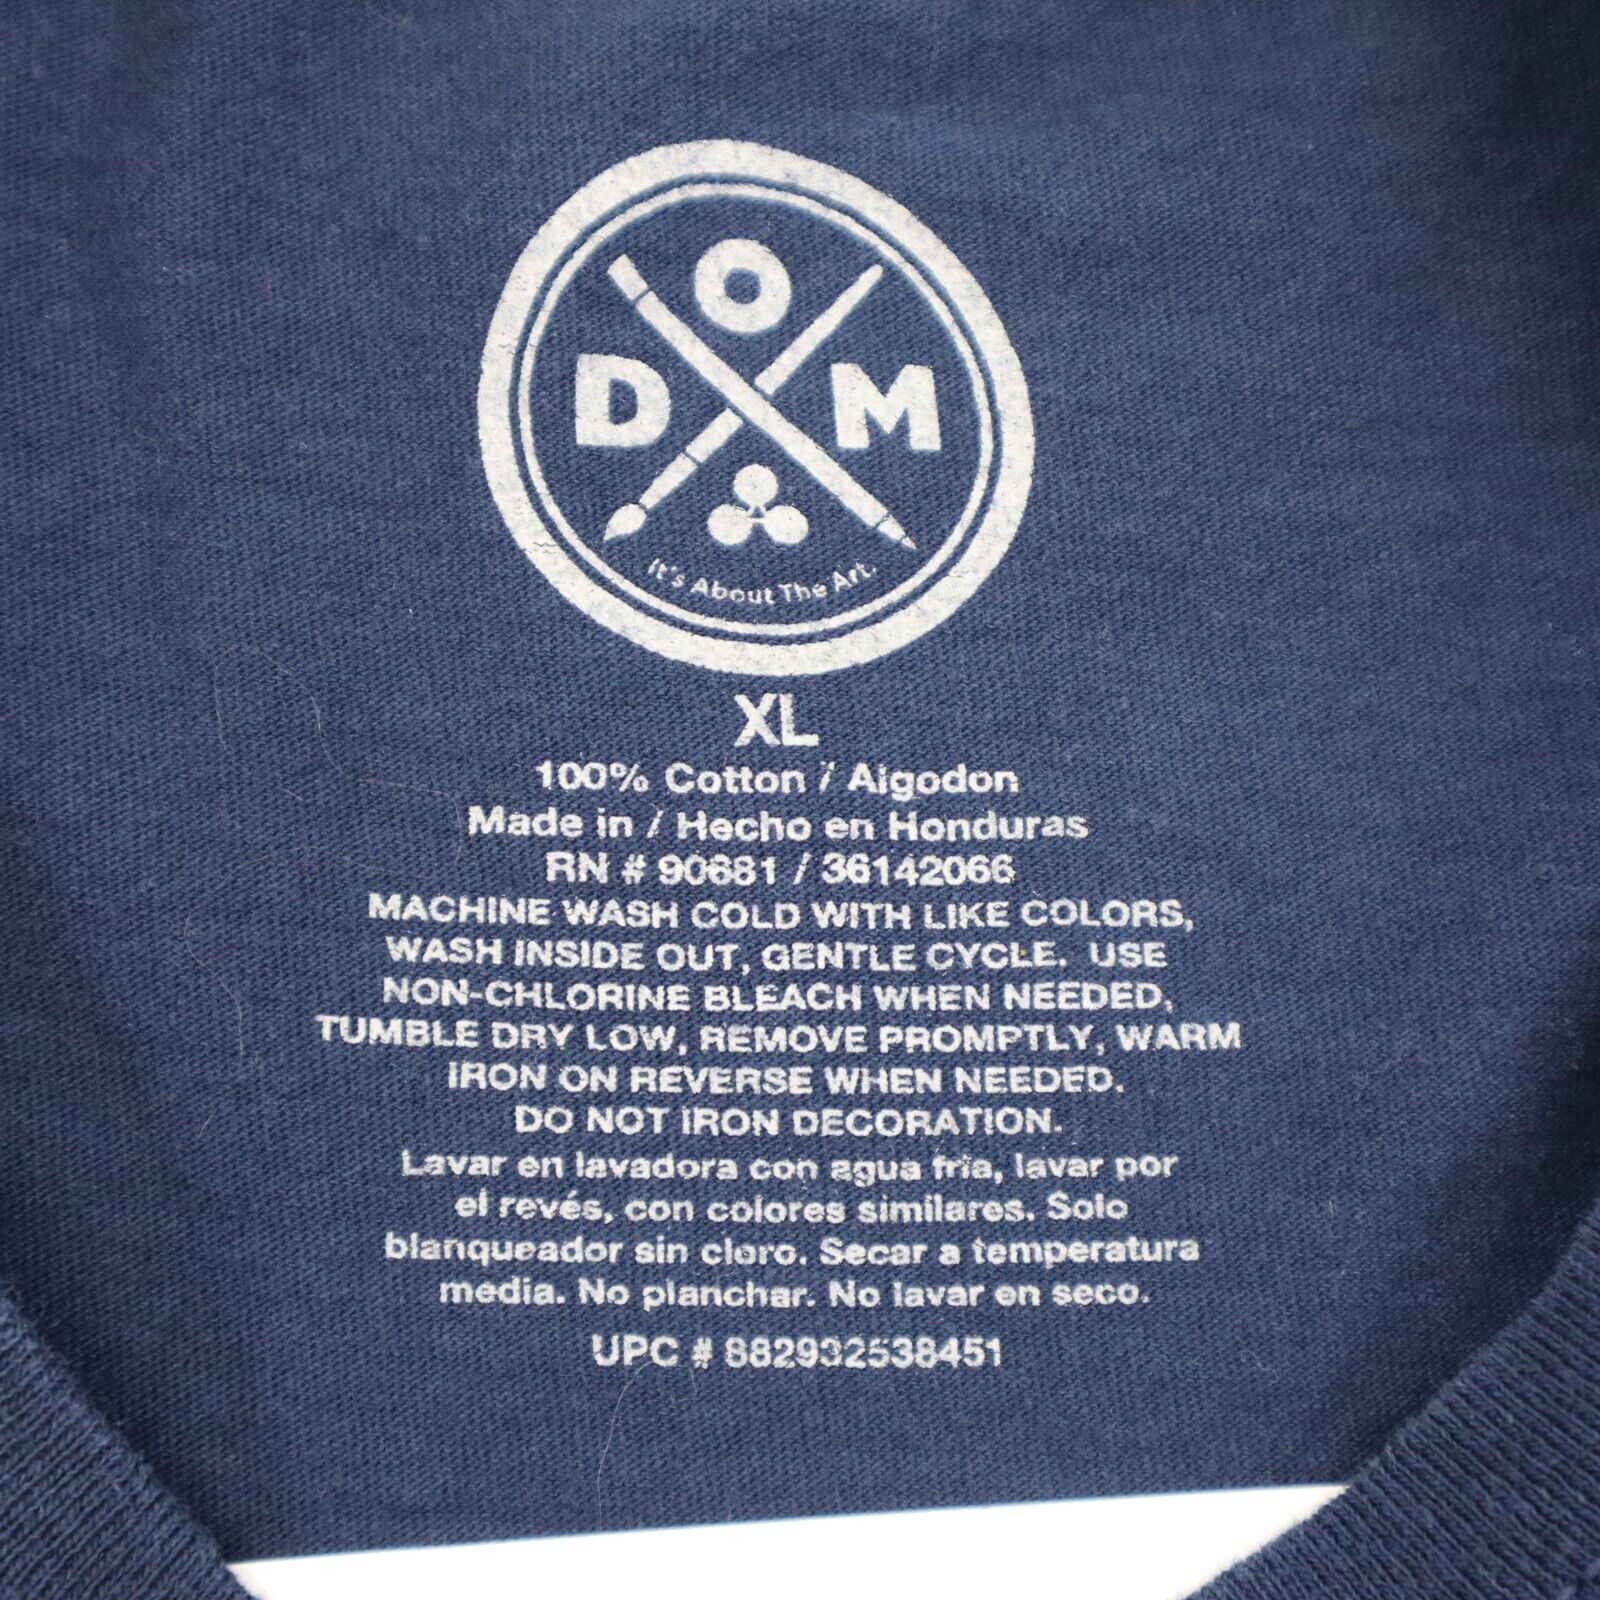 O
D M
It's About The Art.
XL
100% Cotton / Algodon
Made in / Hecho en Honduras
RN # 90681 / 36142066
MACHINE WASH COLD WITH LIKE COLORS,
WASH INSIDE OUT, GENTLE CYCLE. USE
NON-CHLORINE BLEACH WHEN NEEDED,
TUMBLE DRY LOW, REMOVE PROMPTLY, WARM
IRON ON REVERSE WHEN NEEDED.
DO NOT IRON DECORATION.
Lavar en lavadora con agua fria, lavar por
el revés, con colores similares. Solo
blanqueador sin cloro. Secar a temperatura
media. No planchar. No lavar en seco.
UPC # 882932538451